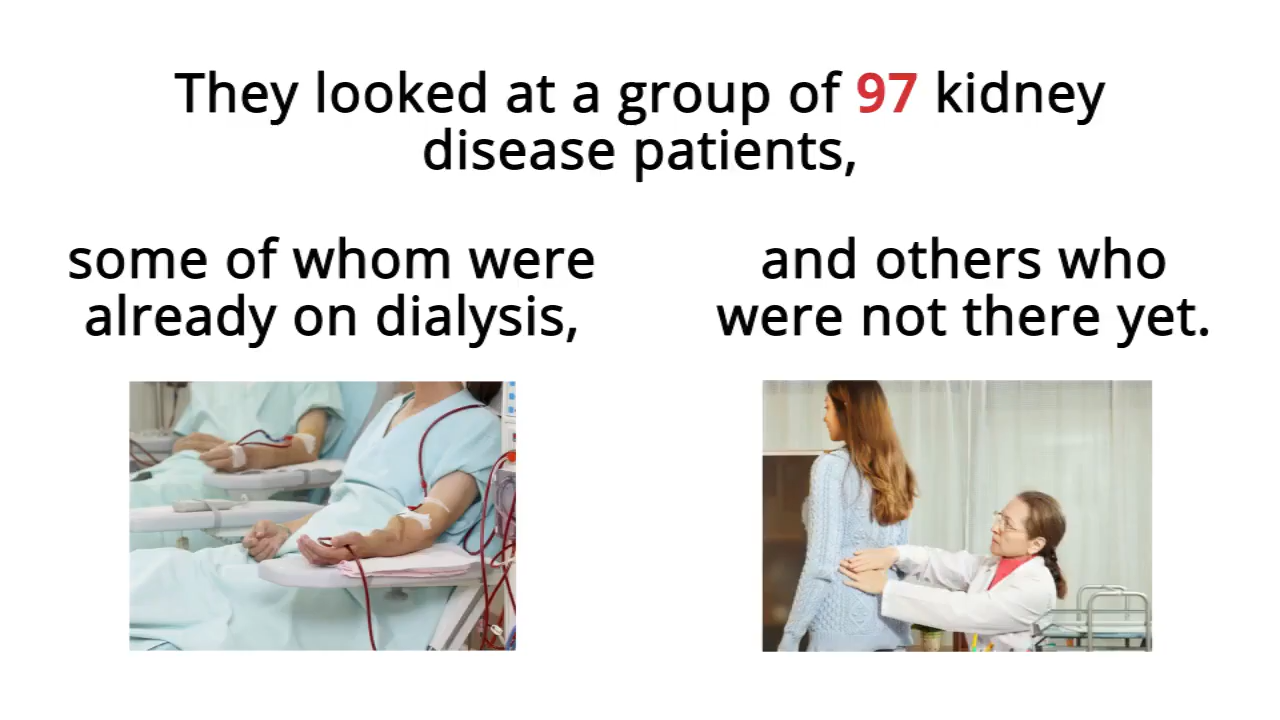 They looked at a group of 97 kidney
disease patients,
some of whom were
already on dialysis,
and others who
were not there yet.